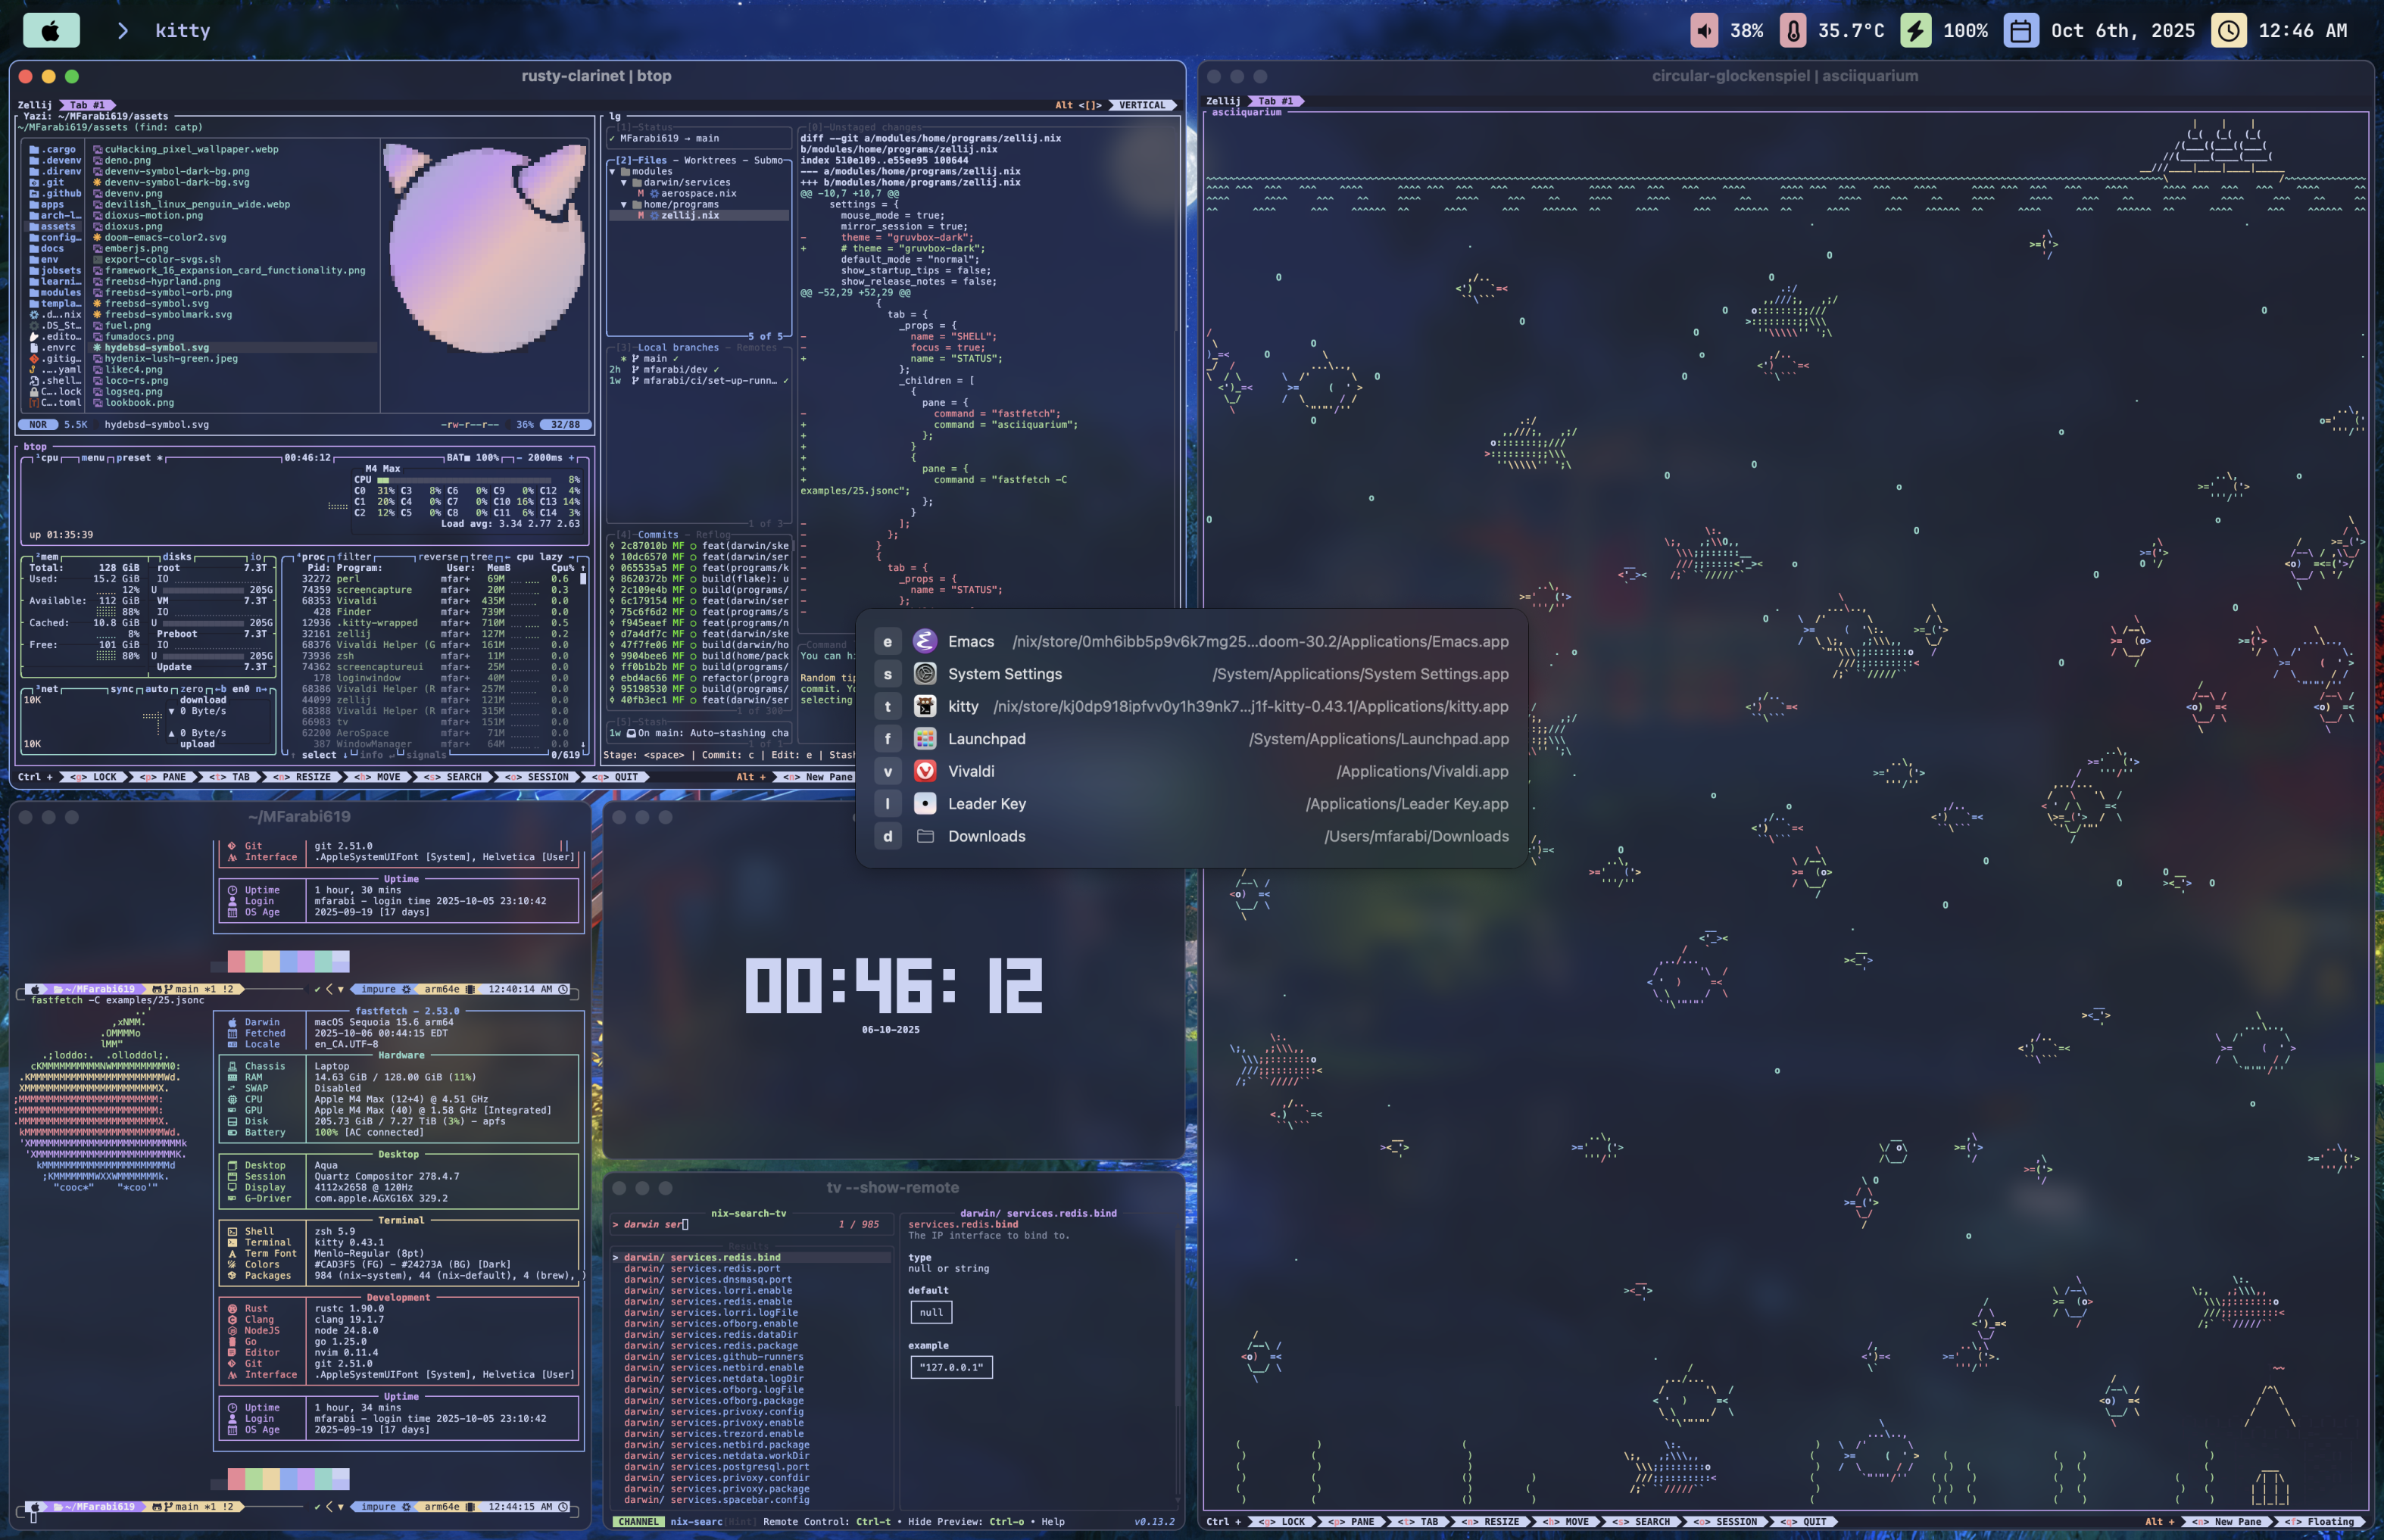 kitty
38% 35.7°C 100% Oct 6th, 2025 12:46 AM
rusty-clarinet | btop
Zellij Tab #1 Alt <[]> VERTICAL
Yazi: ~/MFarabi619/assets
~/MFarabi619/assets (find: catp)
.cargo cuHacking_pixel_wallpaper.webp
.devenv deno.png
.direnv devenv-symbol-dark-bg.png
.git devenv-symbol-dark-bg.svg
.github devenv.png
apps devilish_linux_penguin_wide.webp
arch-l… dioxus-motion.png
assets dioxus.png
config… doom-emacs-color2.svg
docs emberjs.png
env export-color-svgs.sh
jobsets framework_16_expansion_card_functionality.png
learni… freebsd-hyprland.png
modules freebsd-symbol-orb.png
templa… freebsd-symbol.svg
.d….nix freebsd-symbolmark.svg
.DS_St… fuel.png
.edito… fumadocs.png
.envrc hydebsd-symbol.svg
.gitig… hydenix-lush-green.jpeg
.….yaml likec4.png
.shell… loco-rs.png
C….lock logseq.png
C….toml lookbook.png
NOR 5.5K hydebsd-symbol.svg -rw-r--r-- 36% 32/88
btop
¹cpu menu preset * 00:46:12 BAT■ 100% - 2000ms +
M4 Max
CPU 8%
C0 31% C3 8% C6 0% C9 0% C12 4%
C1 20% C4 0% C7 0% C10 16% C13 14%
C2 12% C5 0% C8 0% C11 6% C14 3%
Load avg: 3.34 2.77 2.63
up 01:35:39
²mem disks io
Total: 128 GiB root 7.3T
Used: 15.2 GiB IO
12% U 205G
Available: 112 GiB VM 7.3T
88% IO
Cached: 10.8 GiB U 205G
8% Preboot 7.3T
Free: 101 GiB IO
80% U 205G
Update 7.3T
³net sync auto zero ←b en0 n→
10K download
▼ 0 Byte/s
▲ 0 Byte/s
10K upload
⁴proc filter reverse tree ← cpu lazy →
Pid: Program: User: MemB Cpu% ↑
32272 perl mfar+ 69M 0.6
74359 screencapture mfar+ 20M 0.3
68353 Vivaldi mfar+ 435M 0.0
428 Finder mfar+ 739M 0.0
12936 .kitty-wrapped mfar+ 710M 0.5
32161 zellij mfar+ 127M 0.2
68376 Vivaldi Helper (G mfar+ 161M 0.0
73936 zsh mfar+ 11M 0.0
74362 screencaptureui mfar+ 25M 0.0
178 loginwindow mfar+ 40M 0.0
68386 Vivaldi Helper (R mfar+ 257M 0.0
44099 zellij mfar+ 121M 0.0
68388 Vivaldi Helper (R mfar+ 315M 0.0
66983 tv mfar+ 151M 0.0
62200 AeroSpace mfar+ 71M 0.0
387 WindowManager mfar+ 64M 0.0
↑ select ↓ info signals 0/619
lg
[1]-Status
✓ MFarabi619 → main
[2]-Files - Worktrees - Submo
▼ modules
▼ darwin/services
M aerospace.nix
▼ home/programs
M zellij.nix
5 of 5
[3]-Local branches - Remotes
* main ✓
2h mfarabi/dev ✓
1w mfarabi/ci/set-up-runn… ✓
1 of 3
[4]-Commits - Reflog
2c87010b MF o feat(darwin/ske
10dc6570 MF o feat(darwin/ser
065535a5 MF o feat(programs/k
8620372b MF o build(flake): u
2c109e4b MF o build(programs/
6c179154 MF o feat(darwin/ser
75c6f6d2 MF o feat(programs/s
f945eaef MF o feat(programs/s
d7a4df7c MF o feat(darwin/ske
47f7fe06 MF o feat(darwin/ho
9904bee6 MF o build(home/pack
ff0b1b2b MF o build(programs/
ebd4ac66 MF o refactor(progra
95198530 MF o build(programs/
40fb3ec1 MF o feat(darwin/ser
1 of 300
[5]-Stash
1w On main: Auto-stashing cha
1 of 1
[0]-Unstaged changes
diff --git a/modules/home/programs/zellij.nix
b/modules/home/programs/zellij.nix
index 510e109..e55ee95 100644
--- a/modules/home/programs/zellij.nix
+++ b/modules/home/programs/zellij.nix
@@ -10,7 +10,7 @@
settings = {
mouse_mode = true;
mirror_session = true;
- theme = "gruvbox-dark";
+ # theme = "gruvbox-dark";
default_mode = "normal";
show_startup_tips = false;
show_release_notes = false;
@@ -52,29 +52,29 @@
{
tab = {
_props = {
- name = "SHELL";
- focus = true;
+ name = "STATUS";
};
_children = [
{
pane = {
- command = "fastfetch";
+ command = "asciiquarium";
+ };
+ }
+ {
+ pane = {
+ command = "fastfetch -C
examples/25.jsonc";
};
}
- ];
- };
- }
- {
- tab = {
- _props = {
- name = "STATUS";
- };
Command
You can hi
Random tip
commit. Yo
selecting
Stage: <space> | Commit: c | Edit: e | Stash
Ctrl + <g> LOCK <p> PANE <t> TAB <n> RESIZE <h> MOVE <s> SEARCH <o> SESSION <q> QUIT Alt + <n> New Pane
circular-glockenspiel | asciiquarium
Zellij Tab #1
asciiquarium
e Emacs /nix/store/0mh6ibb5p9v6k7mg25...doom-30.2/Applications/Emacs.app
s System Settings /System/Applications/System Settings.app
t kitty /nix/store/kj0dp918ipfvv0y1h39nk7...j1f-kitty-0.43.1/Applications/kitty.app
f Launchpad /System/Applications/Launchpad.app
v Vivaldi /Applications/Vivaldi.app
l Leader Key /Applications/Leader Key.app
d Downloads /Users/mfarabi/Downloads
~/MFarabi619
Git git 2.51.0
Interface .AppleSystemUIFont [System], Helvetica [User]
Uptime
Uptime 1 hour, 30 mins
Login mfarabi - login time 2025-10-05 23:10:42
OS Age 2025-09-19 [17 days]
~/MFarabi619 main *1 !2 ✔ impure arm64e 12:40:14 AM
fastfetch -C examples/25.jsonc
..'
,xNMM.
.OMMMMo
lMM"
.;loddo:. .olloddol;.
cKMMMMMMMMMMNWMMMMMMMMMM0:
.KMMMMMMMMMMMMMMMMMMMMMMMWd.
XMMMMMMMMMMMMMMMMMMMMMMMX.
;MMMMMMMMMMMMMMMMMMMMMMMM:
:MMMMMMMMMMMMMMMMMMMMMMMM:
.MMMMMMMMMMMMMMMMMMMMMMMMX.
kMMMMMMMMMMMMMMMMMMMMMMMMWd.
'XMMMMMMMMMMMMMMMMMMMMMMMMMMk
'XMMMMMMMMMMMMMMMMMMMMMMMMK.
kMMMMMMMMMMMMMMMMMMMMMMd
;KMMMMMMMWXXWMMMMMMMk.
"cooc*" "*coo'"
fastfetch - 2.53.0
Darwin macOS Sequoia 15.6 arm64
Fetched 2025-10-06 00:44:15 EDT
Locale en_CA.UTF-8
Hardware
Chassis Laptop
RAM 14.63 GiB / 128.00 GiB (11%)
SWAP Disabled
CPU Apple M4 Max (12+4) @ 4.51 GHz
GPU Apple M4 Max (40) @ 1.58 GHz [Integrated]
Disk 205.73 GiB / 7.27 TiB (3%) - apfs
Battery 100% [AC connected]
Desktop
Desktop Aqua
Session Quartz Compositor 278.4.7
Display 4112x2658 @ 120Hz
G-Driver com.apple.AGXG16X 329.2
Terminal
Shell zsh 5.9
Terminal kitty 0.43.1
Term Font Menlo-Regular (8pt)
Colors #CAD3F5 (FG) - #24273A (BG) [Dark]
Packages 984 (nix-system), 44 (nix-default), 4 (brew),
Development
Rust rustc 1.90.0
Clang clang 19.1.7
NodeJS node 24.8.0
Go go 1.25.0
Editor nvim 0.11.4
Git git 2.51.0
Interface .AppleSystemUIFont [System], Helvetica [User]
Uptime
Uptime 1 hour, 34 mins
Login mfarabi - login time 2025-10-05 23:10:42
OS Age 2025-09-19 [17 days]
~/MFarabi619 main *1 !2 ✔ impure arm64e 12:44:15 AM
00:46:12
06-10-2025
tv --show-remote
nix-search-tv
> darwin ser 1 / 985
Results
> darwin/ services.redis.bind
darwin/ services.redis.port
darwin/ services.dnsmasq.port
darwin/ services.lorri.enable
darwin/ services.redis.enable
darwin/ services.lorri.logFile
darwin/ services.ofborg.enable
darwin/ services.redis.dataDir
darwin/ services.redis.package
darwin/ services.github-runners
darwin/ services.netbird.enable
darwin/ services.netdata.logDir
darwin/ services.ofborg.logFile
darwin/ services.ofborg.package
darwin/ services.privoxy.config
darwin/ services.privoxy.enable
darwin/ services.trezord.enable
darwin/ services.netbird.package
darwin/ services.netdata.workDir
darwin/ services.postgresql.port
darwin/ services.privoxy.confdir
darwin/ services.privoxy.package
darwin/ services.spacebar.config
darwin/ services.redis.bind
services.redis.bind
The IP interface to bind to.
type
null or string
default
null
example
"127.0.0.1"
CHANNEL nix-searc Remote Control: Ctrl-t • Hide Preview: Ctrl-o • Help v0.13.2
Ctrl + <g> LOCK <p> PANE <t> TAB <n> RESIZE <h> MOVE <s> SEARCH <o> SESSION <q> QUIT Alt + <n> New Pane <f> Floating